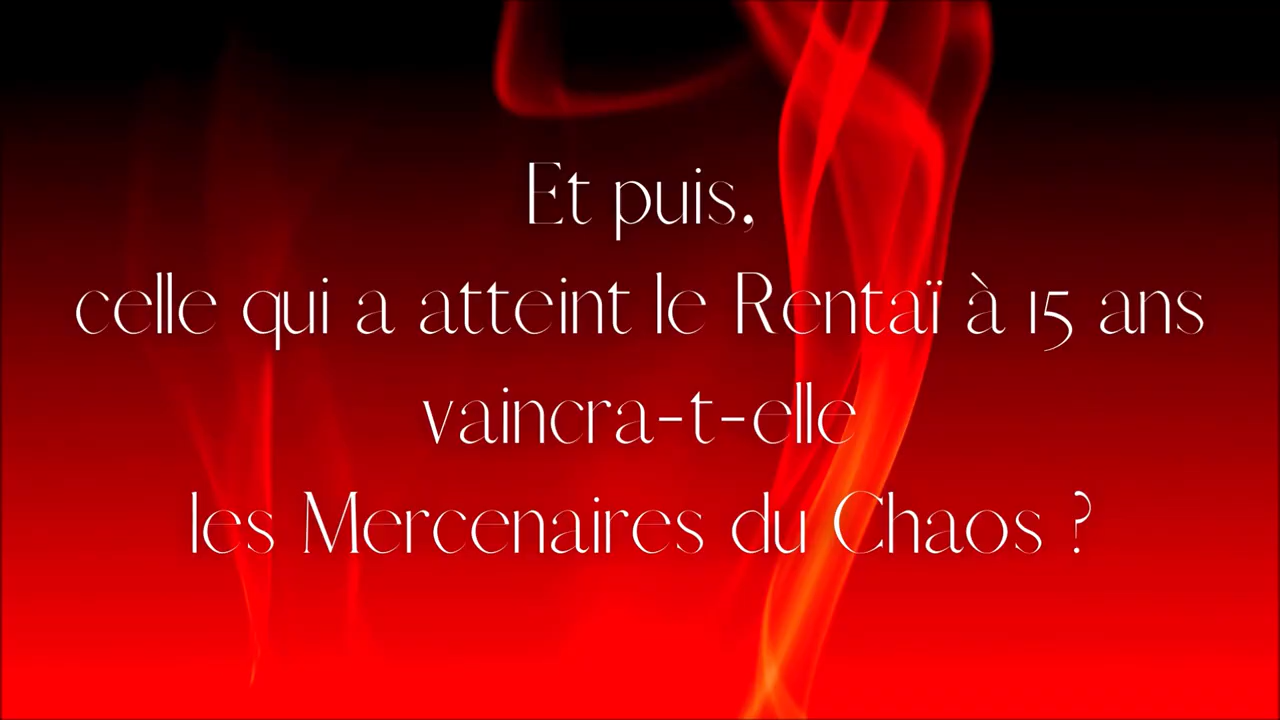 Et puis,
celle qui a atteint le Rentaï à 15 ans
vaincra-t-elle
les Mercenaires du Chaos ?